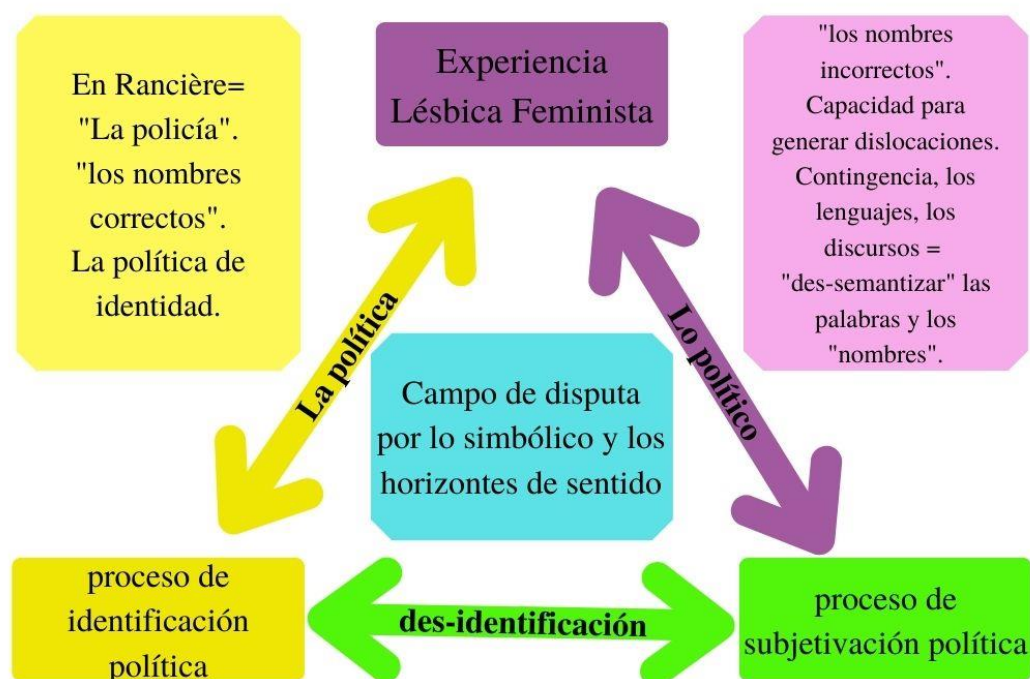 En Rancière=
"La policía".
"los nombres
correctos".
La política de
identidad.
Experiencia
Lésbica Feminista
"los nombres
incorrectos".
Capacidad para
generar dislocaciones.
Contingencia, los
lenguajes, los
discursos =
"des-semantizar" las
palabras y los
"nombres".
La política
Lo político
Campo de disputa
por lo simbólico y los
horizontes de sentido
proceso de
identificación
política
des-identificación
proceso de
subjetivación política